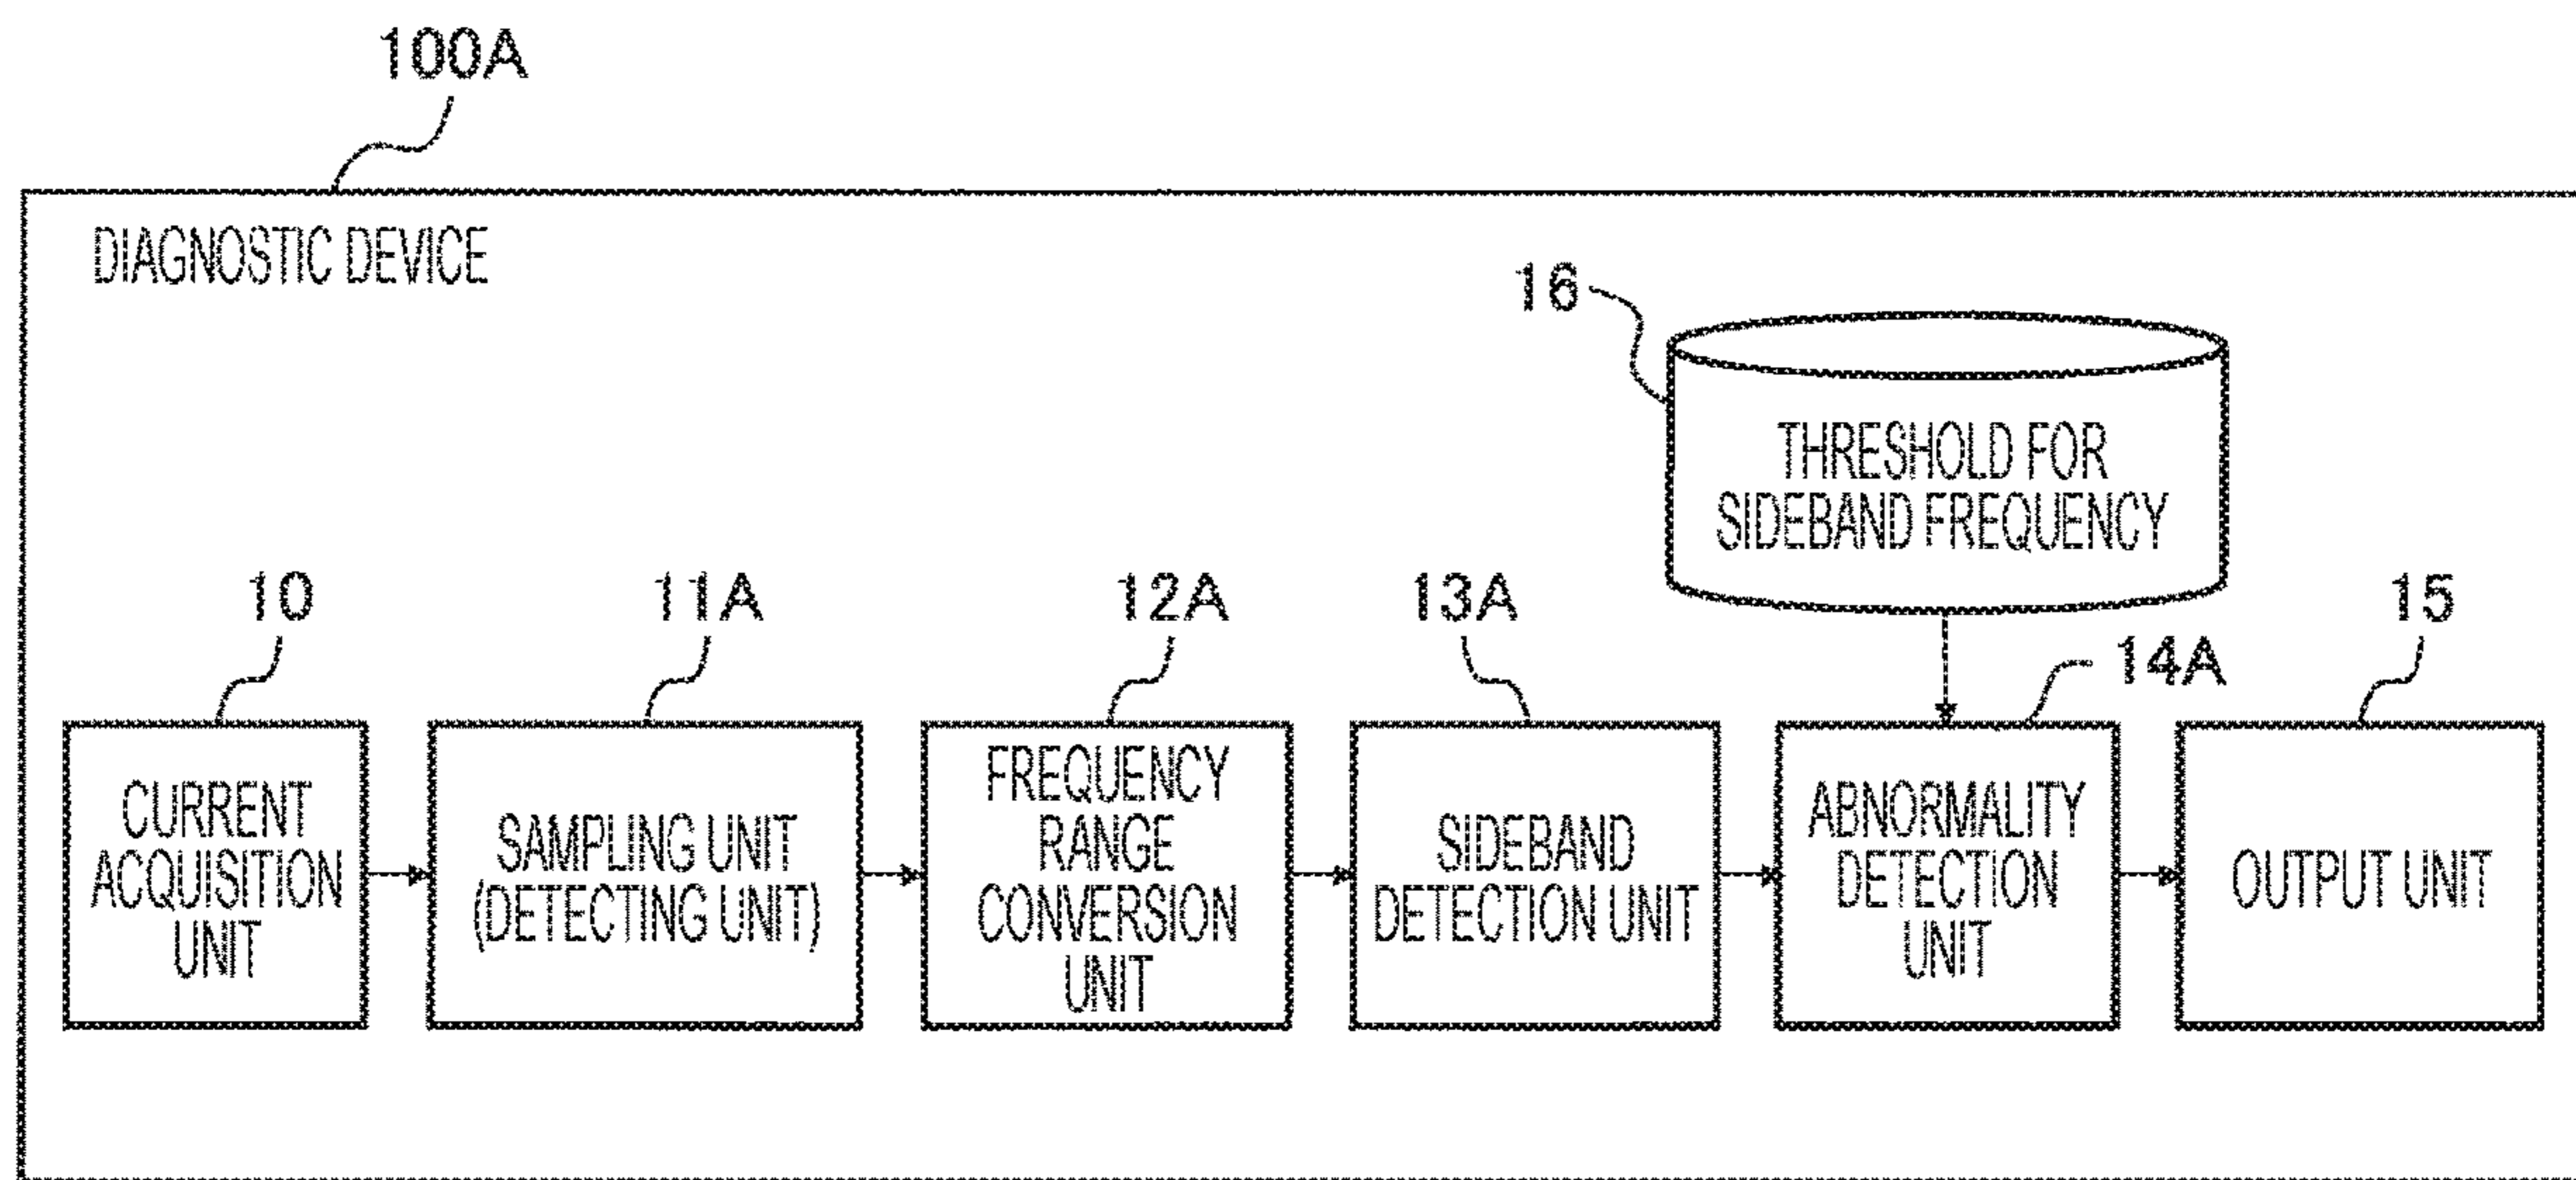 100A
DIAGNOSTIC DEVICE
16
THRESHOLD FOR
SIDEBAND FREQUENCY
10
11A
12A
13A
14A
15
CURRENT
ACQUISITION
UNIT
SAMPLING UNIT
(DETECTING UNIT)
FREQUENCY
RANGE
CONVERSION
UNIT
SIDEBAND
DETECTION UNIT
ABNORMALITY
DETECTION
UNIT
OUTPUT UNIT